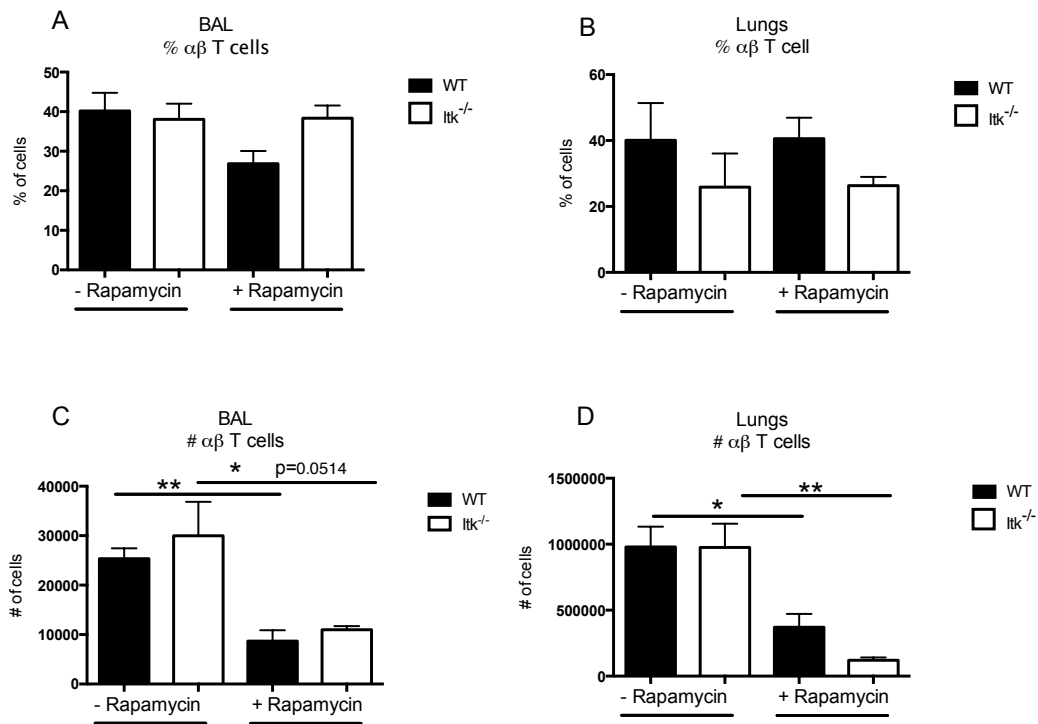 A
BAL
% αβ T cells
50
40
30
20
10
0
% of cells
- Rapamycin
+ Rapamycin
WT
Itk-/-
B
Lungs
% αβ T cell
60
40
20
0
% of cells
- Rapamycin
+ Rapamycin
WT
Itk-/-
C
BAL
# αβ T cells
** * p=0.0514
40000
30000
20000
10000
0
# of cells
- Rapamycin
+ Rapamycin
WT
Itk-/-
D
Lungs
# αβ T cells
1500000
1000000
500000
0
# of cells
* **
- Rapamycin
+ Rapamycin
WT
Itk-/-